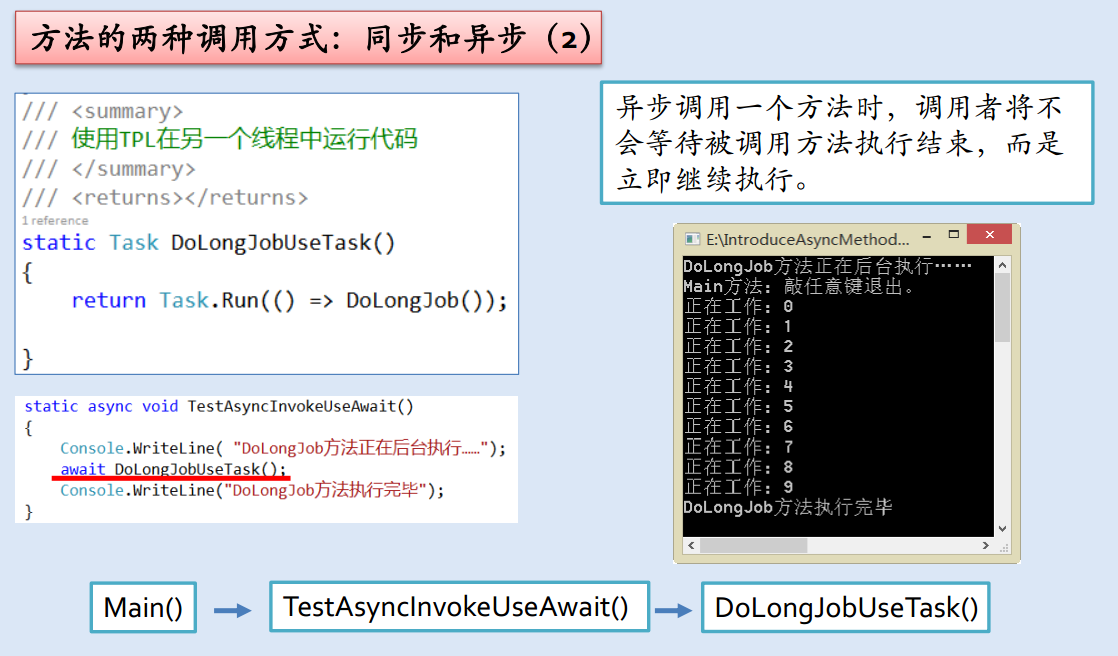 方法的两种调用方式：同步和异步（2）
/// <summary>
/// 使用TPL在另一个线程中运行代码
/// </summary>
/// <returns></returns>
1 reference
static Task DoLongJobUseTask()
{
return Task.Run(() => DoLongJob());
}
static async void TestAsyncInvokeUseAwait()
{
Console.WriteLine( "DoLongJob方法正在后台执行……");
await DoLongJobUseTask();
Console.WriteLine("DoLongJob方法执行完毕");
}
异步调用一个方法时，调用者将不
会等待被调用方法执行结束，而是
立即继续执行。
E:\IntroduceAsyncMethod...
DoLongJob方法正在后台执行……
Main方法：敲任意键退出。
正在工作：0
正在工作：1
正在工作：2
正在工作：3
正在工作：4
正在工作：5
正在工作：6
正在工作：7
正在工作：8
正在工作：9
DoLongJob方法执行完毕
Main()
TestAsyncInvokeUseAwait()
DoLongJobUseTask()